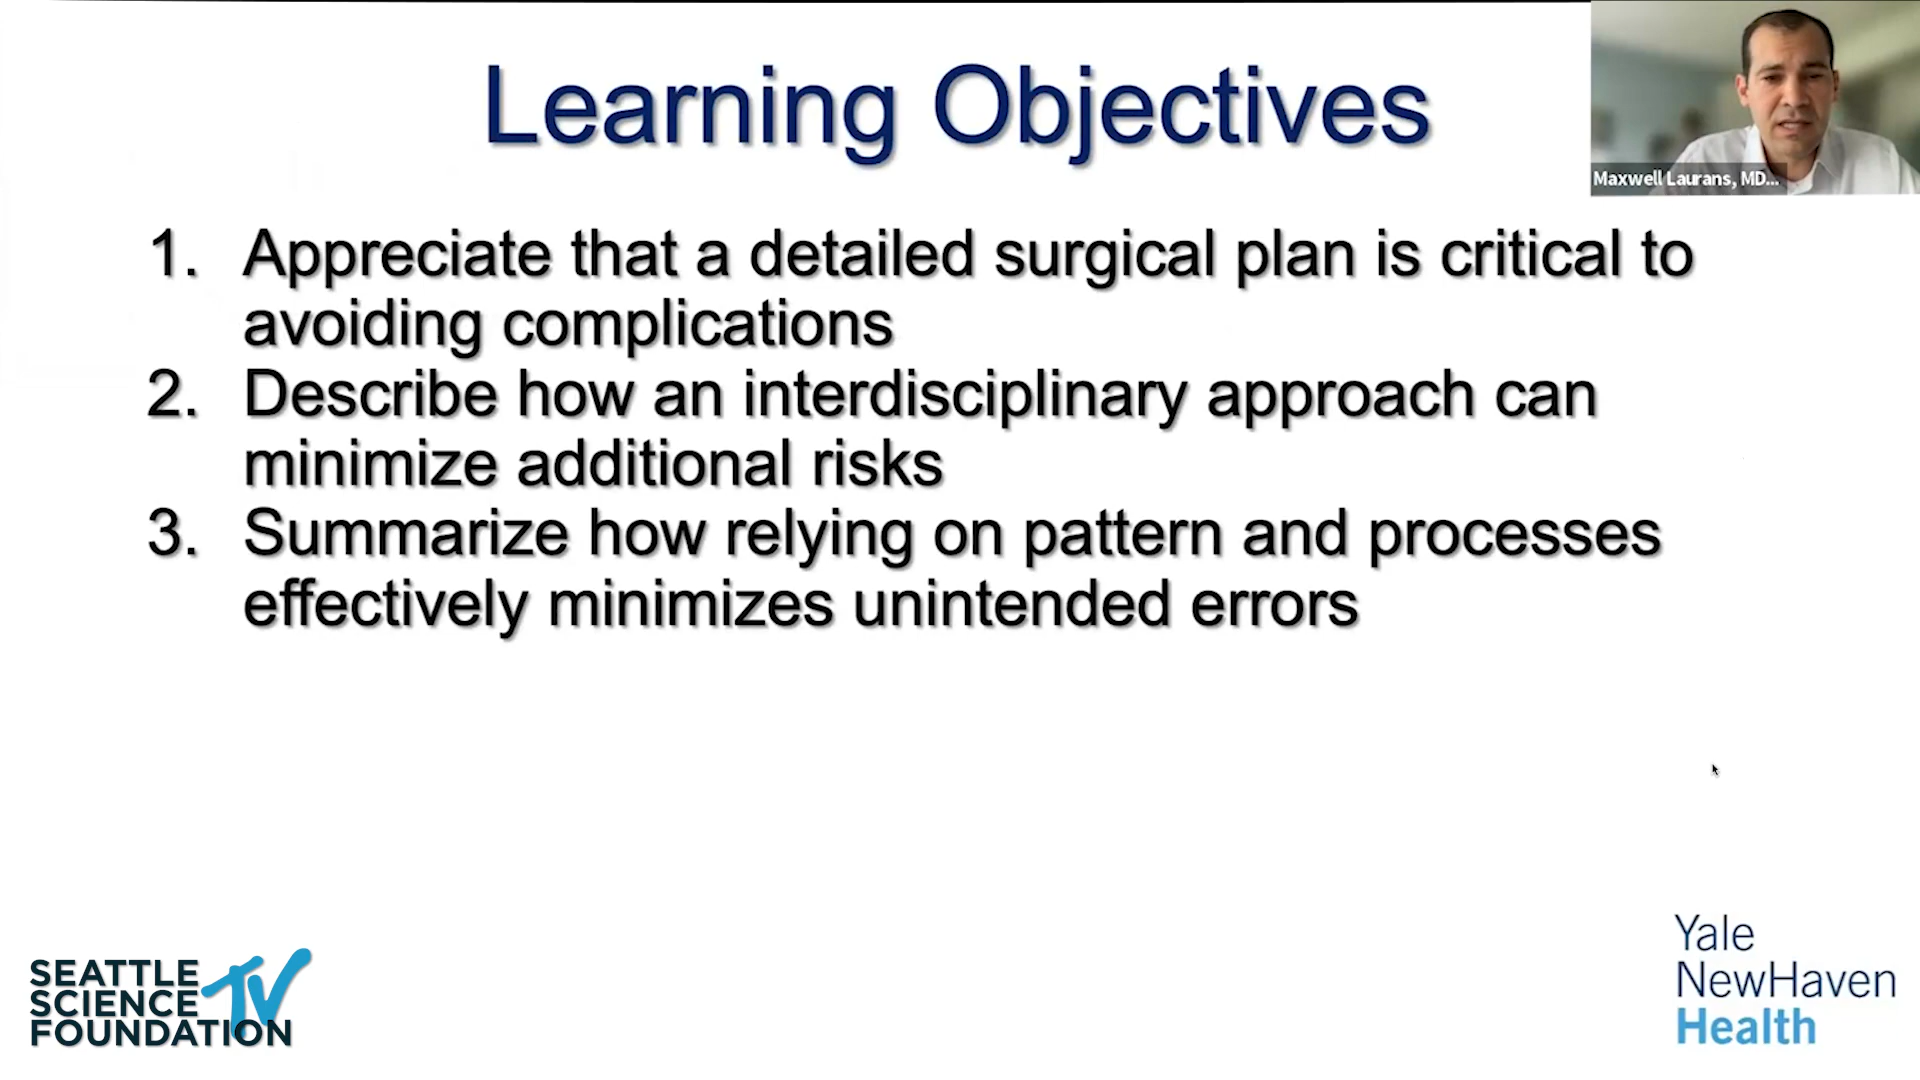 Learning Objectives
Maxwell Laurans, MD...
1. Appreciate that a detailed surgical plan is critical to
avoiding complications
2. Describe how an interdisciplinary approach can
minimize additional risks
3. Summarize how relying on pattern and processes
effectively minimizes unintended errors
SEATTLE
SCIENCE
FOUNDATION
TV
Yale
NewHaven
Health